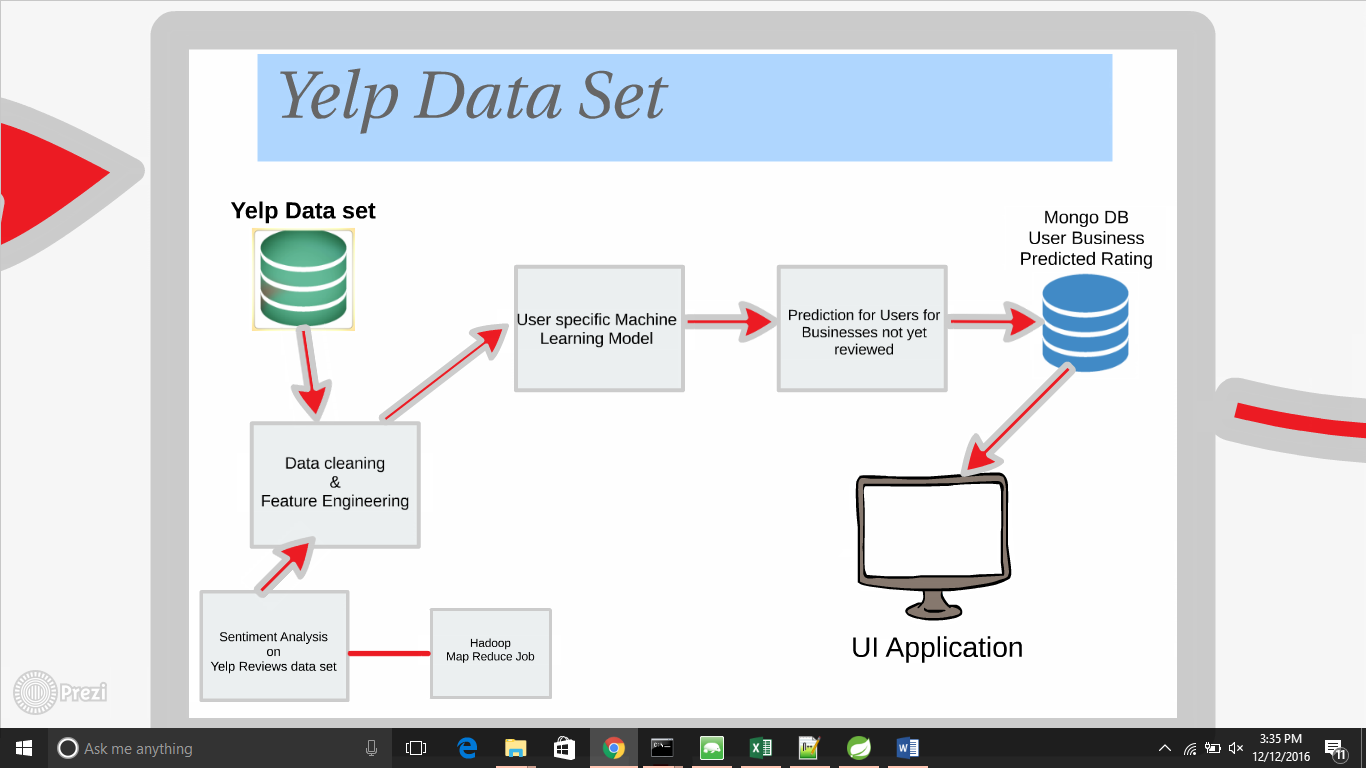 Yelp Data Set
Yelp Data set
Mongo DB
User Business
Predicted Rating
User specific Machine
Learning Model
Prediction for Users for
Businesses not yet
reviewed
Data cleaning
&
Feature Engineering
Sentiment Analysis
on
Yelp Reviews data set
Hadoop
Map Reduce Job
UI Application
Prezi
Ask me anything
3:35 PM
12/12/2016
11